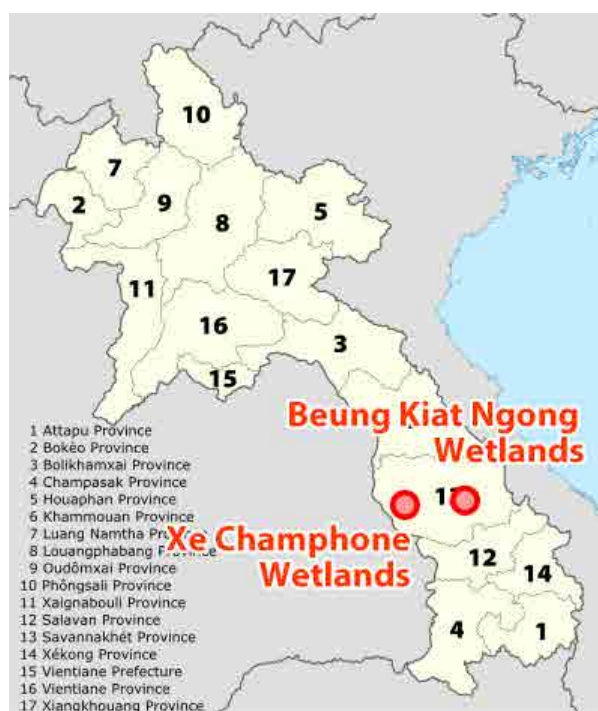 10
7
2
9
8
5
11
17
16
3
15
Beung Kiat Ngong
Wetlands
Xe Champhone
Wetlands
12
14
4
1
1 Attapu Province
2 Bokèo Province
3 Bolikhamxai Province
4 Champasak Province
5 Houaphan Province
6 Khammouan Province
7 Luang Namtha
8 Louangphabang Province
9 Oudômxai Province
10 Phôngsali Province
11 Xaignabouli Province
12 Salavan Province
13 Savannakhét Province
14 Xékong Province
15 Vientiane Prefecture
16 Vientiane Province
17 Xiangkhouang Province